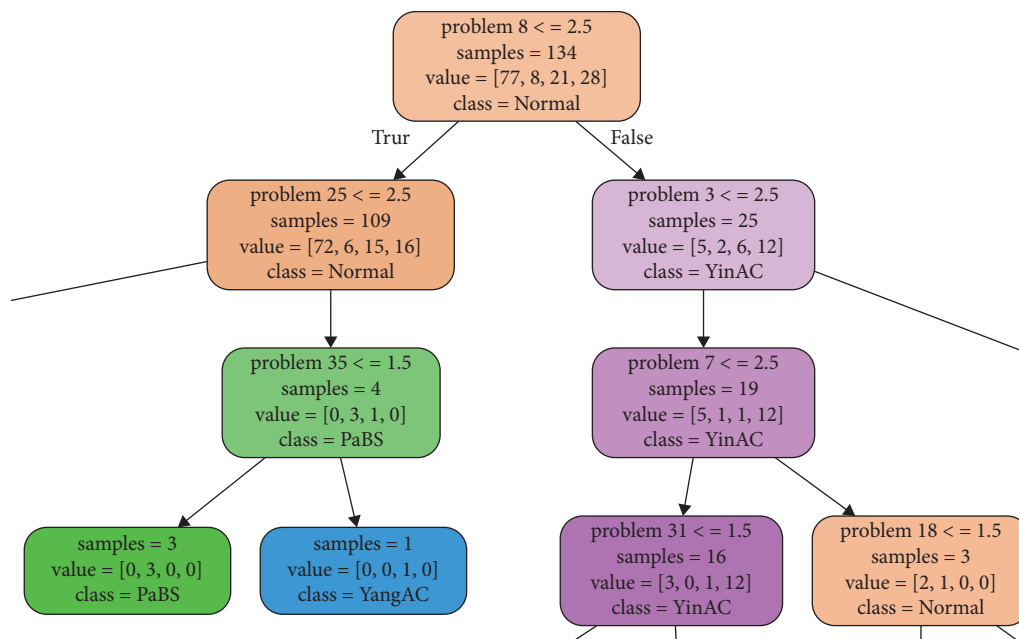 problem 8 < = 2.5
samples = 134
value = [77, 8, 21, 28]
class = Normal
Trur
False
problem 25 < = 2.5
samples = 109
value = [72, 6, 15, 16]
class = Normal
problem 3 < = 2.5
samples = 25
value = [5, 2, 6, 12]
class = YinAC
problem 35 < = 1.5
samples = 4
value = [0, 3, 1, 0]
class = PaBS
problem 7 < = 2.5
samples = 19
value = [5, 1, 1, 12]
class = YinAC
samples = 3
value = [0, 3, 0, 0]
class = PaBS
samples = 1
value = [0, 0, 1, 0]
class = YangAC
problem 31 < = 1.5
samples = 16
value = [3, 0, 1, 12]
class = YinAC
problem 18 < = 1.5
samples = 3
value = [2, 1, 0, 0]
class = Normal